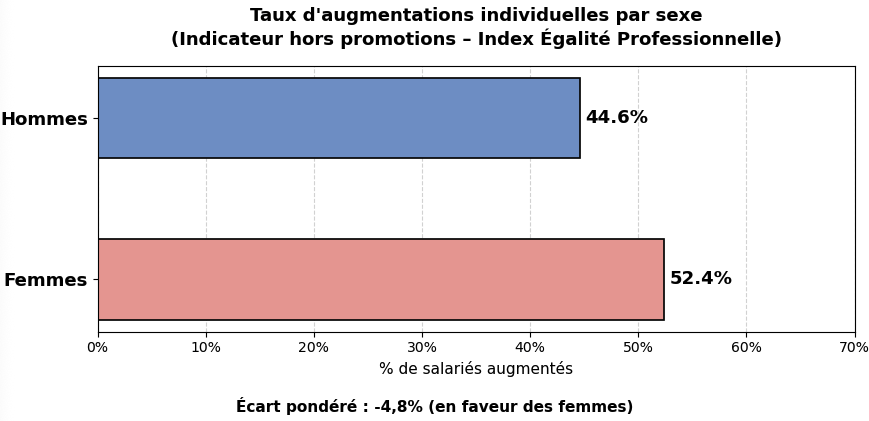 Taux d'augmentations individuelles par sexe
(Indicateur hors promotions – Index Égalité Professionnelle)
Hommes
44.6%
Femmes
52.4%
0% 10% 20% 30% 40% 50% 60% 70%
% de salariés augmentés
Écart pondéré : -4,8% (en faveur des femmes)